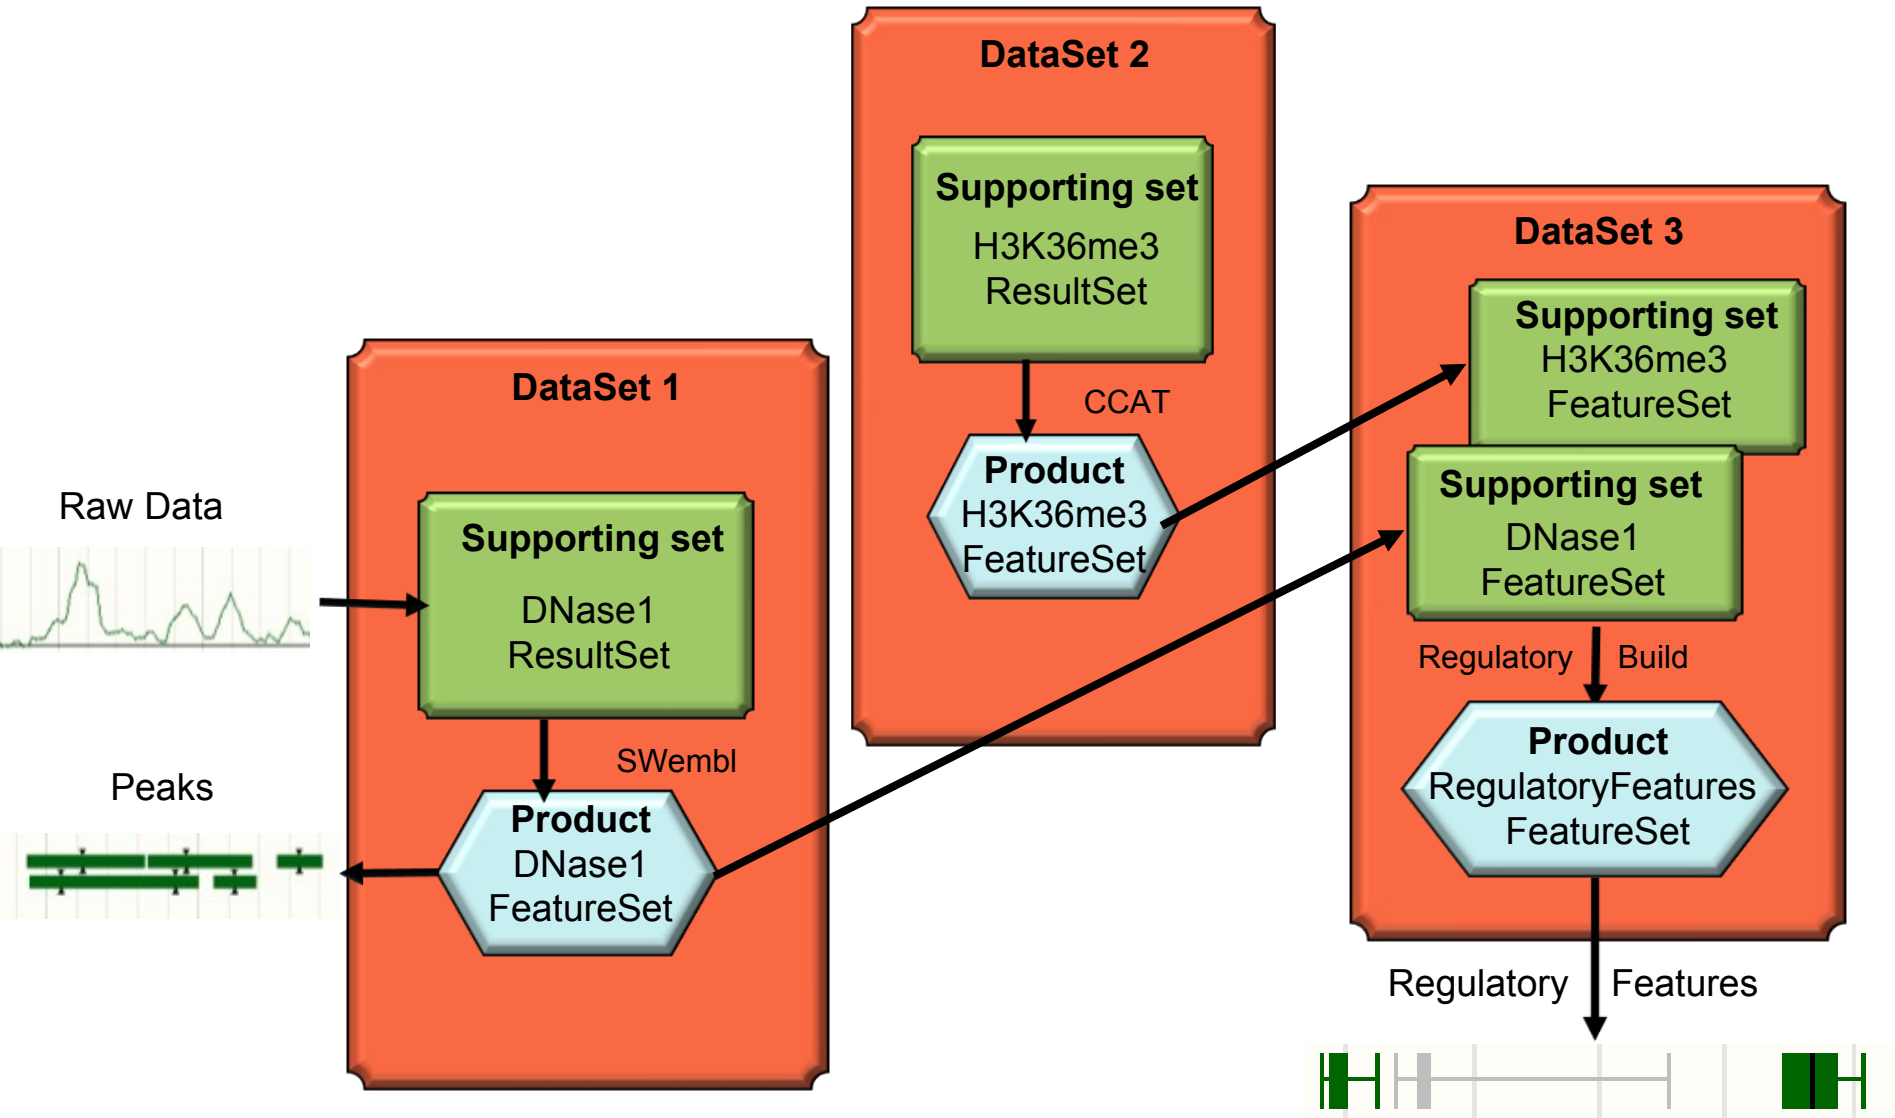 Raw Data
Peaks
DataSet 1
Supporting set
DNase1
ResultSet
SWembl
Product
DNase1
FeatureSet
DataSet 2
Supporting set
H3K36me3
ResultSet
CCAT
Product
H3K36me3
FeatureSet
DataSet 3
Supporting set
H3K36me3
FeatureSet
Supporting set
DNase1
FeatureSet
Regulatory Build
Product
RegulatoryFeatures
FeatureSet
Regulatory Features